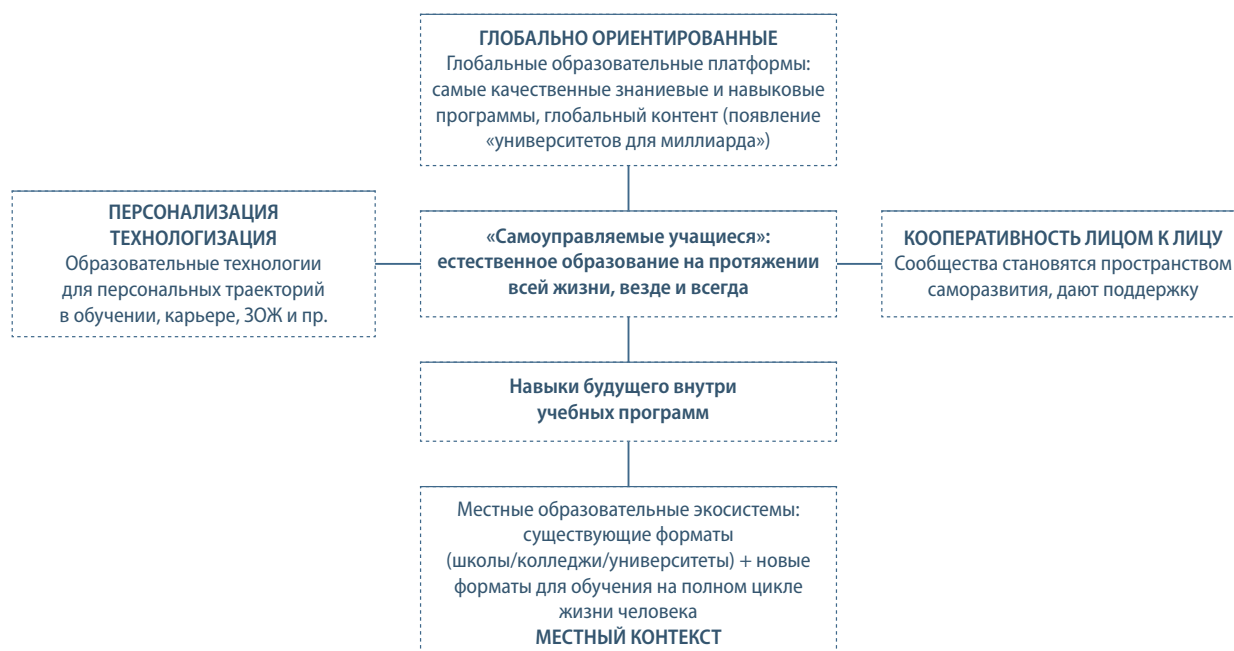 ГЛОБАЛЬНО ОРИЕНТИРОВАННЫЕ
Глобальные образовательные платформы:
самые качественные знаниевые и навыковые
программы, глобальный контент (появление
«университетов для миллиарда»)
ПЕРСОНАЛИЗАЦИЯ
ТЕХНОЛОГИЗАЦИЯ
Образовательные технологии
для персональных траекторий
в обучении, карьере, ЗОЖ и пр.
«Самоуправляемые учащиеся»:
естественное образование на протяжении
всей жизни, везде и всегда
КООПЕРАТИВНОСТЬ ЛИЦОМ К ЛИЦУ
Сообщества становятся пространством
саморазвития, дают поддержку
Навыки будущего внутри
учебных программ
Местные образовательные экосистемы:
существующие форматы
(школы/колледжи/университеты) + новые
форматы для обучения на полном цикле
жизни человека
МЕСТНЫЙ КОНТЕКСТ